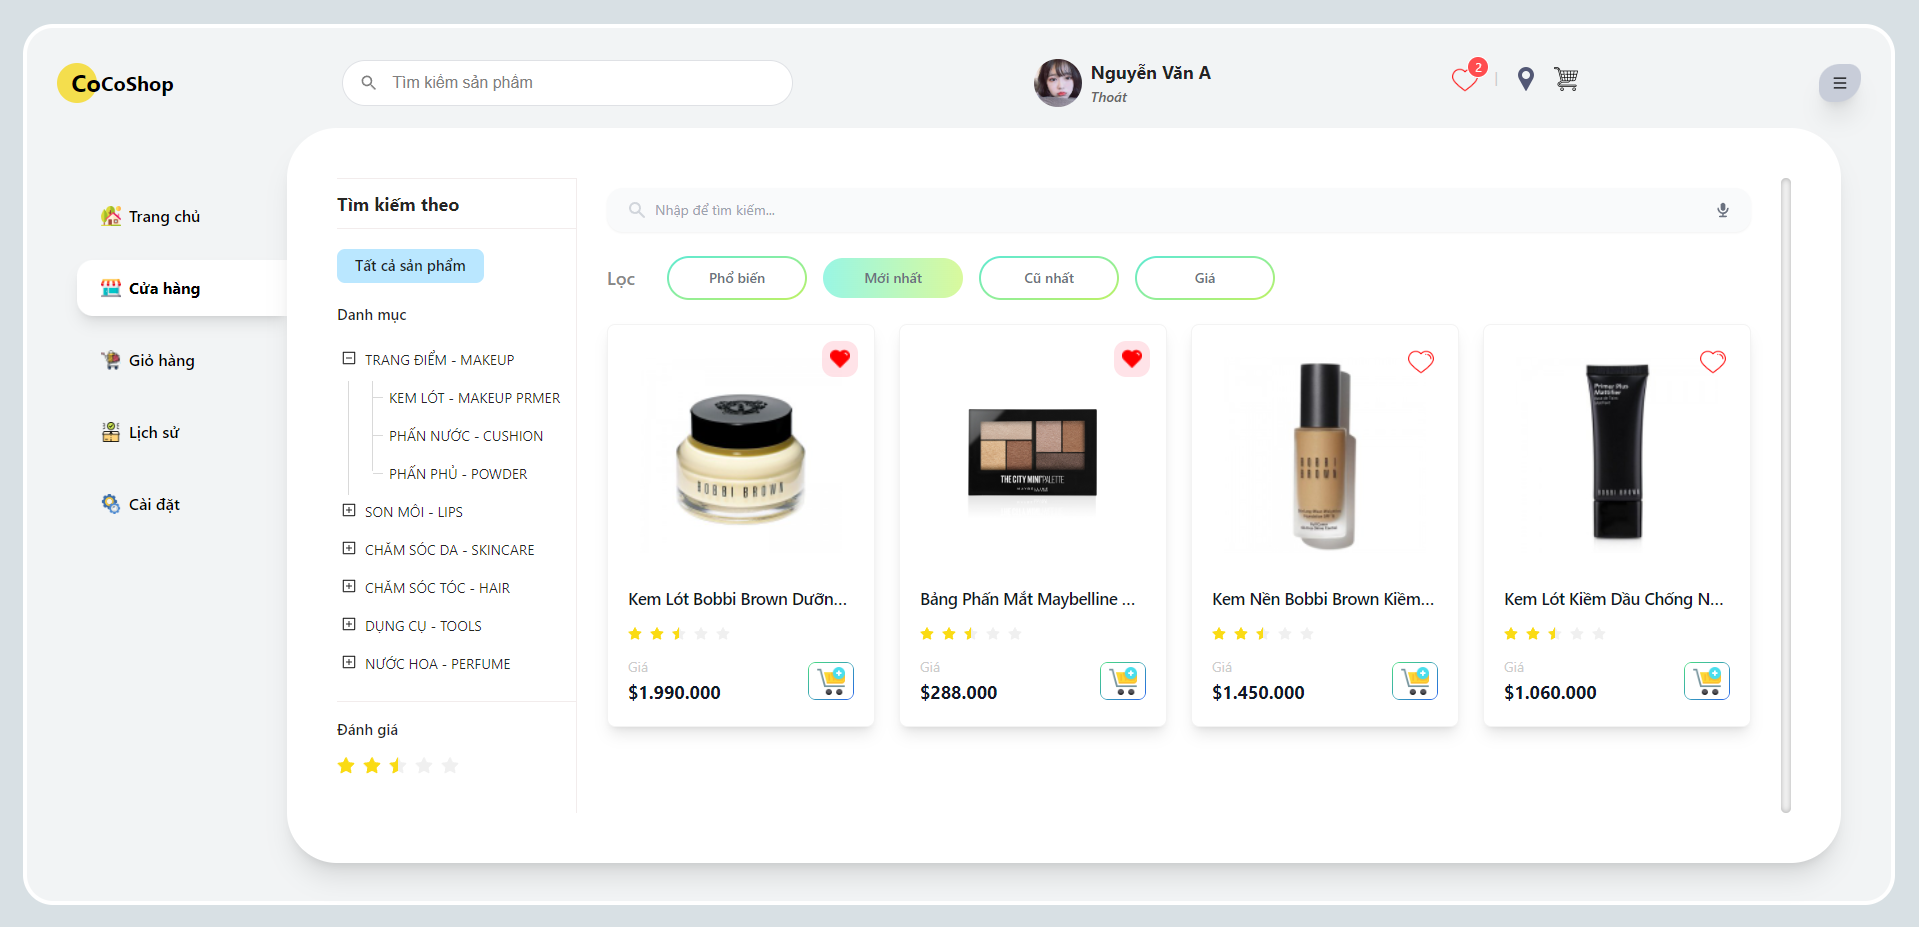 CoCoShop
Tìm kiếm sản phẩm
Nguyễn Văn A
Thoát
2
Trang chủ
Cửa hàng
Giỏ hàng
Lịch sử
Cài đặt
Tìm kiếm theo
Tất cả sản phẩm
Danh mục
TRANG ĐIỂM - MAKEUP
KEM LÓT - MAKEUP PRMER
PHẤN NƯỚC - CUSHION
PHẤN PHỦ - POWDER
SON MÔI - LIPS
CHĂM SÓC DA - SKINCARE
CHĂM SÓC TÓC - HAIR
DỤNG CỤ - TOOLS
NƯỚC HOA - PERFUME
Đánh giá
Nhập để tìm kiếm...
Lọc
Phổ biến
Mới nhất
Cũ nhất
Giá
BOBBI BROWN
Kem Lót Bobbi Brown Dưỡn...
Giá
$1.990.000
THE CITY MINI PALETTE
MAYBELLINE
Bảng Phấn Mắt Maybelline ...
Giá
$288.000
BOBBI
BROWN
Kem Nền Bobbi Brown Kiềm...
Giá
$1.450.000
Primer Plus
Mattifier
BOBBI BROWN
Kem Lót Kiềm Dầu Chống N...
Giá
$1.060.000